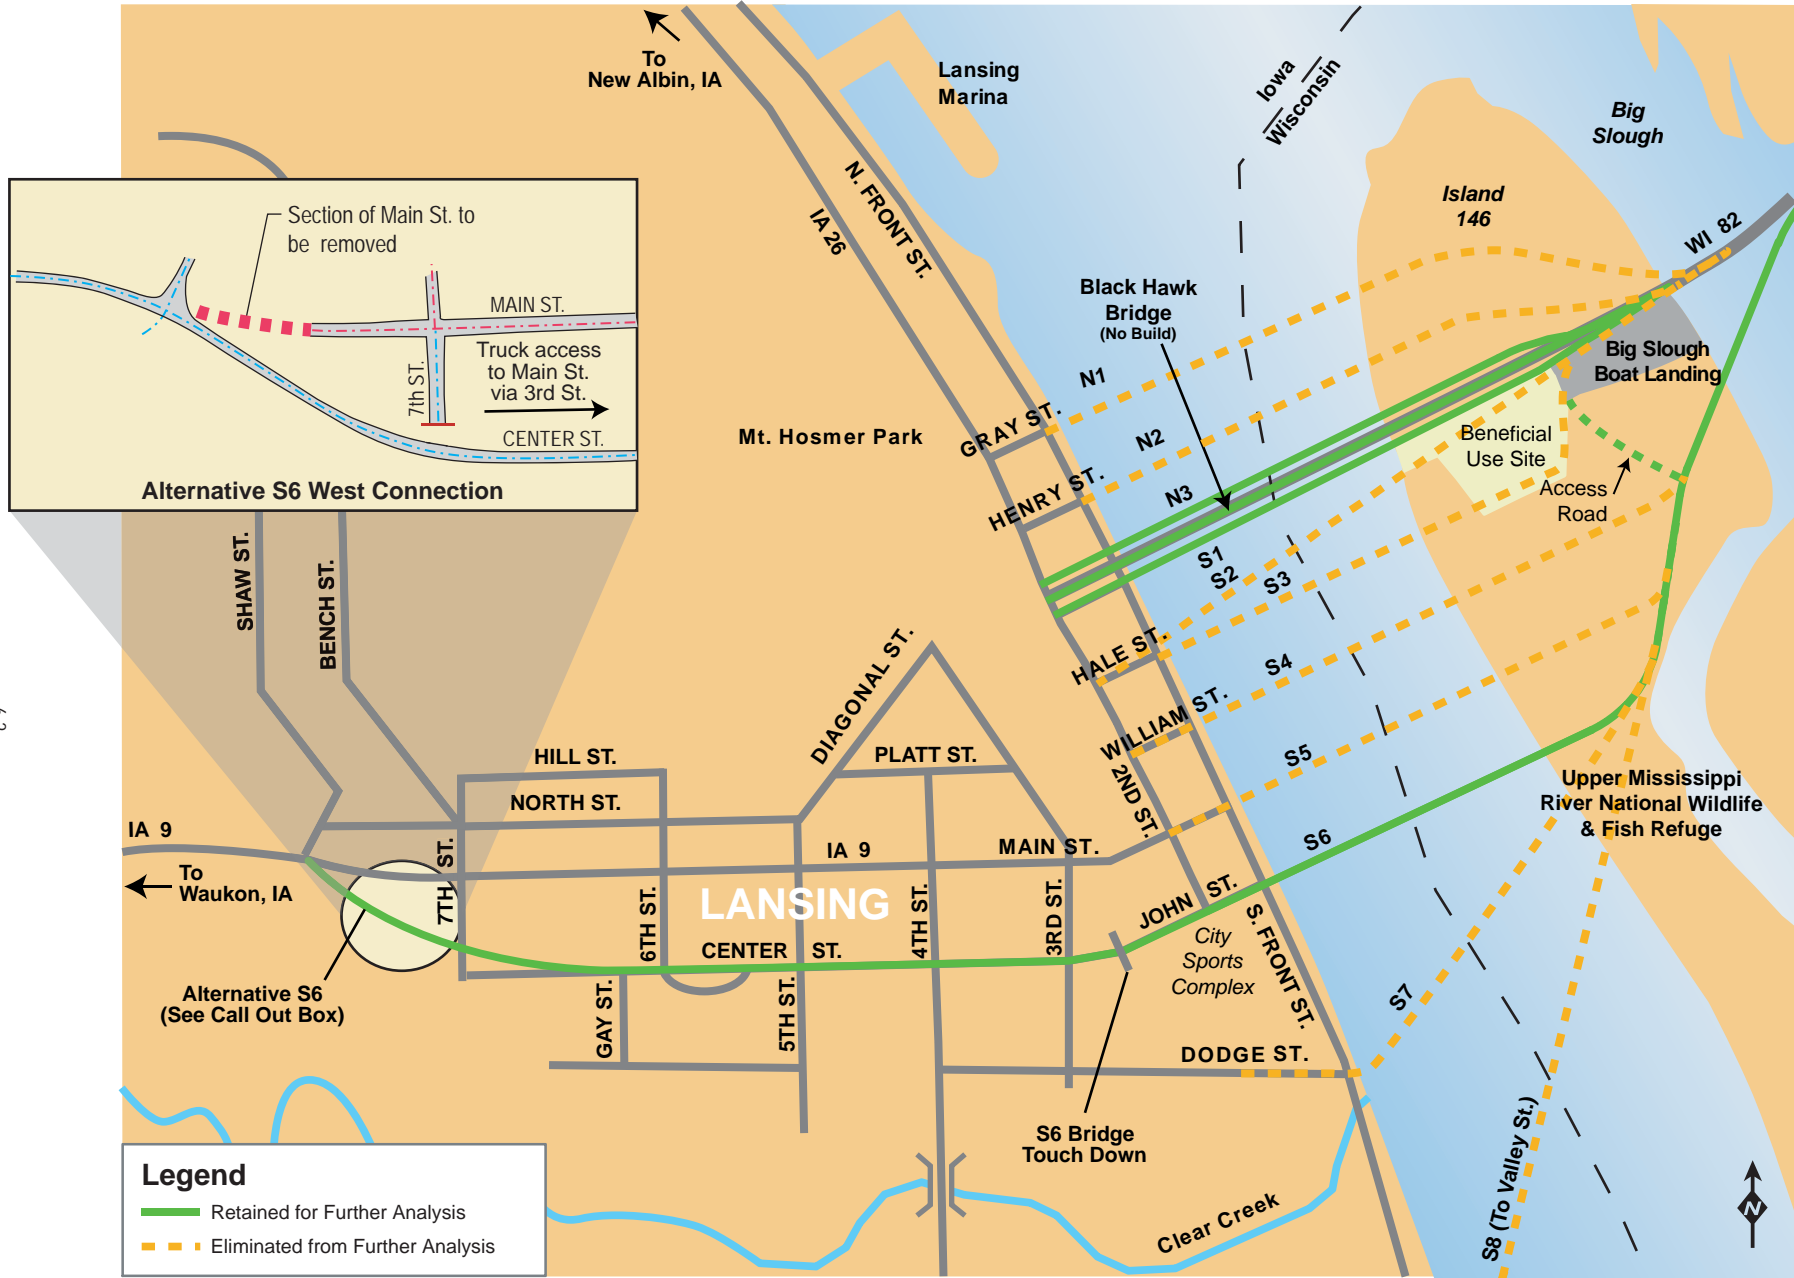 To
New Albin, IA
Lansing
Marina
Iowa
Wisconsin
Big
Slough
Island
146
WI 82
N. FRONT ST.
IA 26
Section of Main St. to
be removed
MAIN ST.
Truck access
to Main St.
via 3rd St.
7th ST.
CENTER ST.
Alternative S6 West Connection
Black Hawk
Bridge
(No Build)
Big Slough
Boat Landing
N1
Mt. Hosmer Park
GRAY ST.
N2
Beneficial
Use Site
HENRY ST.
N3
Access
Road
SHAW ST.
BENCH ST.
S1
S2
S3
HALE ST.
S4
DIAGONAL ST.
WILLIAM ST.
HILL ST.
PLATT ST.
2ND ST.
S5
NORTH ST.
Upper Mississippi
River National Wildlife
& Fish Refuge
IA 9
7TH ST.
IA 9
MAIN ST.
S6
To
Waukon, IA
LANSING
6TH ST.
4TH ST.
3RD ST.
JOHN ST.
S. FRONT ST.
CENTER ST.
City
Sports
Complex
Alternative S6
(See Call Out Box)
GAY ST.
5TH ST.
S7
DODGE ST.
S6 Bridge
Touch Down
S8 (To Valley St.)
Clear Creek
N
Legend
Retained for Further Analysis
Eliminated from Further Analysis